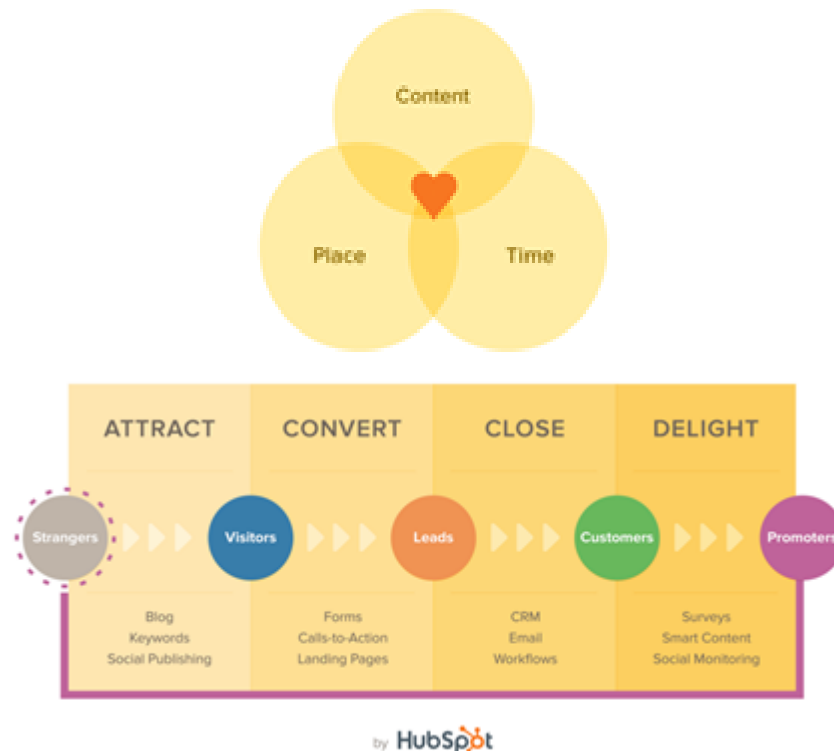 Content
Place
Time
ATTRACT
CONVERT
CLOSE
DELIGHT
Strangers
Visitors
Leads
Customers
Promoters
Blog
Keywords
Social Publishing
Forms
Calls-to-Action
Landing Pages
CRM
Email
Workflows
Surveys
Smart Content
Social Monitoring
by HubSpot